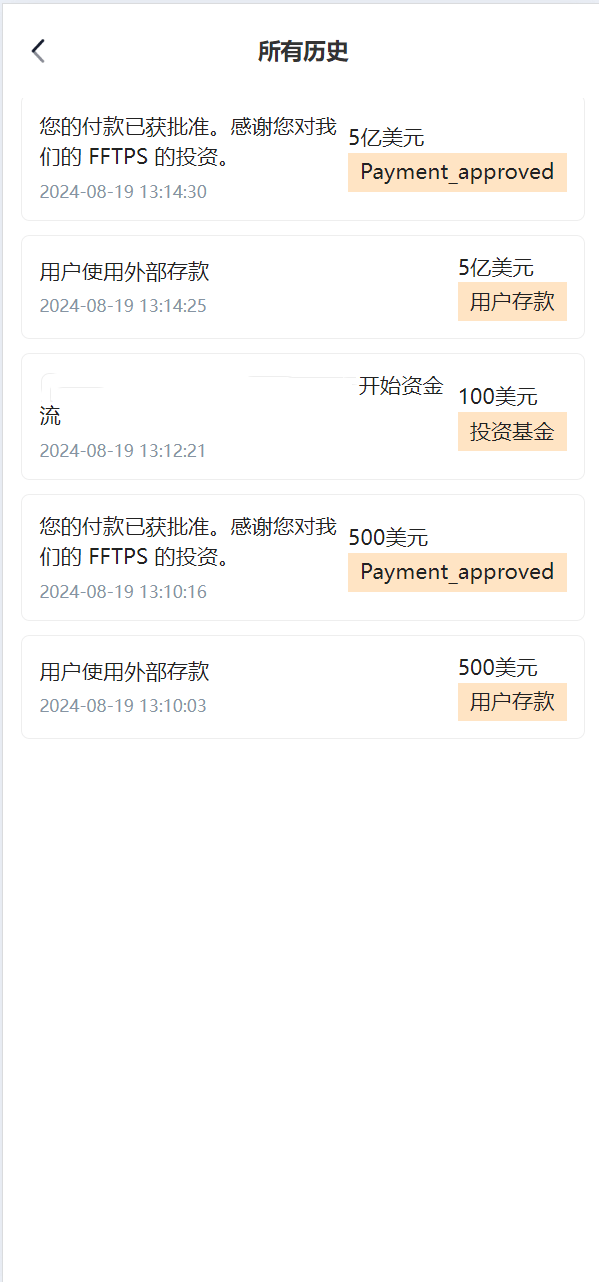 所有历史
您的付款已获批准。感谢您对我
们的 FFTPS 的投资。
2024-08-19 13:14:30
5亿美元
Payment_approved
用户使用外部存款
2024-08-19 13:14:25
5亿美元
用户存款
开始资金
流
2024-08-19 13:12:21
100美元
投资基金
您的付款已获批准。感谢您对我
们的 FFTPS 的投资。
2024-08-19 13:10:16
500美元
Payment_approved
用户使用外部存款
2024-08-19 13:10:03
500美元
用户存款